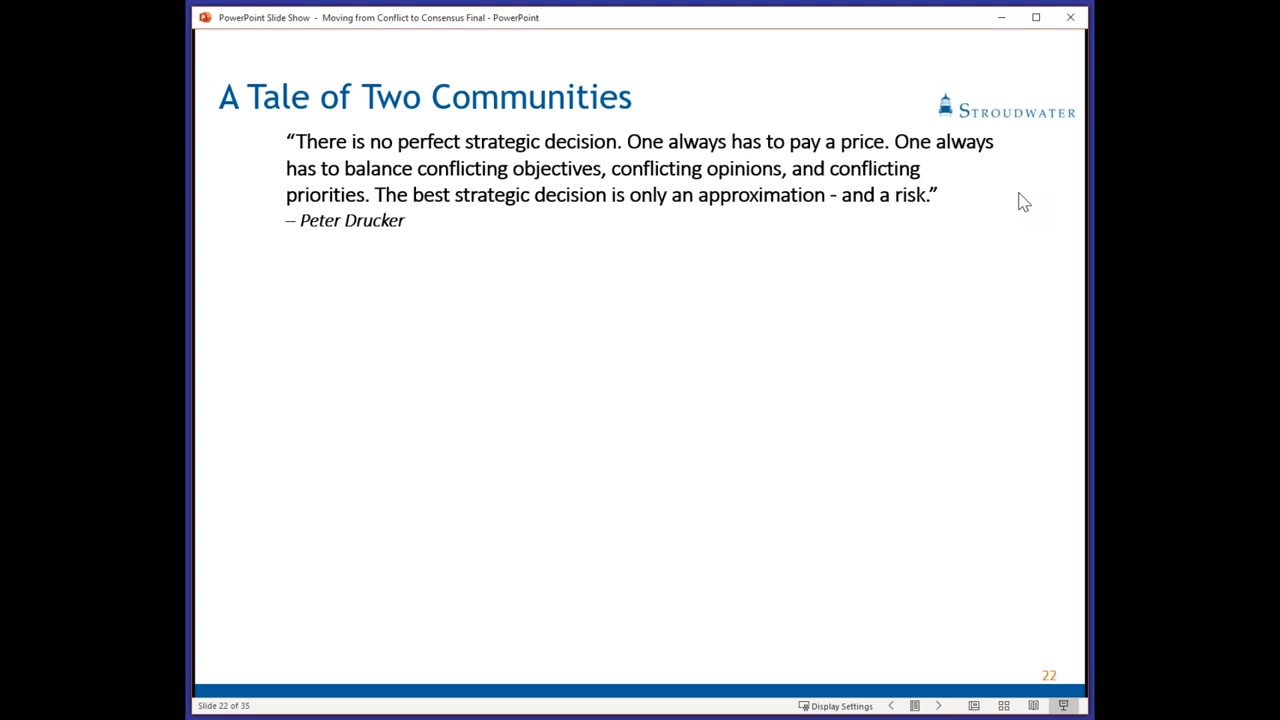 PowerPoint Slide Show - Moving from Conflict to Consensus Final - PowerPoint
A Tale of Two Communities
STROUDWATER
“There is no perfect strategic decision. One always has to pay a price. One always
has to balance conflicting objectives, conflicting opinions, and conflicting
priorities. The best strategic decision is only an approximation - and a risk.”
– Peter Drucker
22
Slide 22 of 35
Display Settings